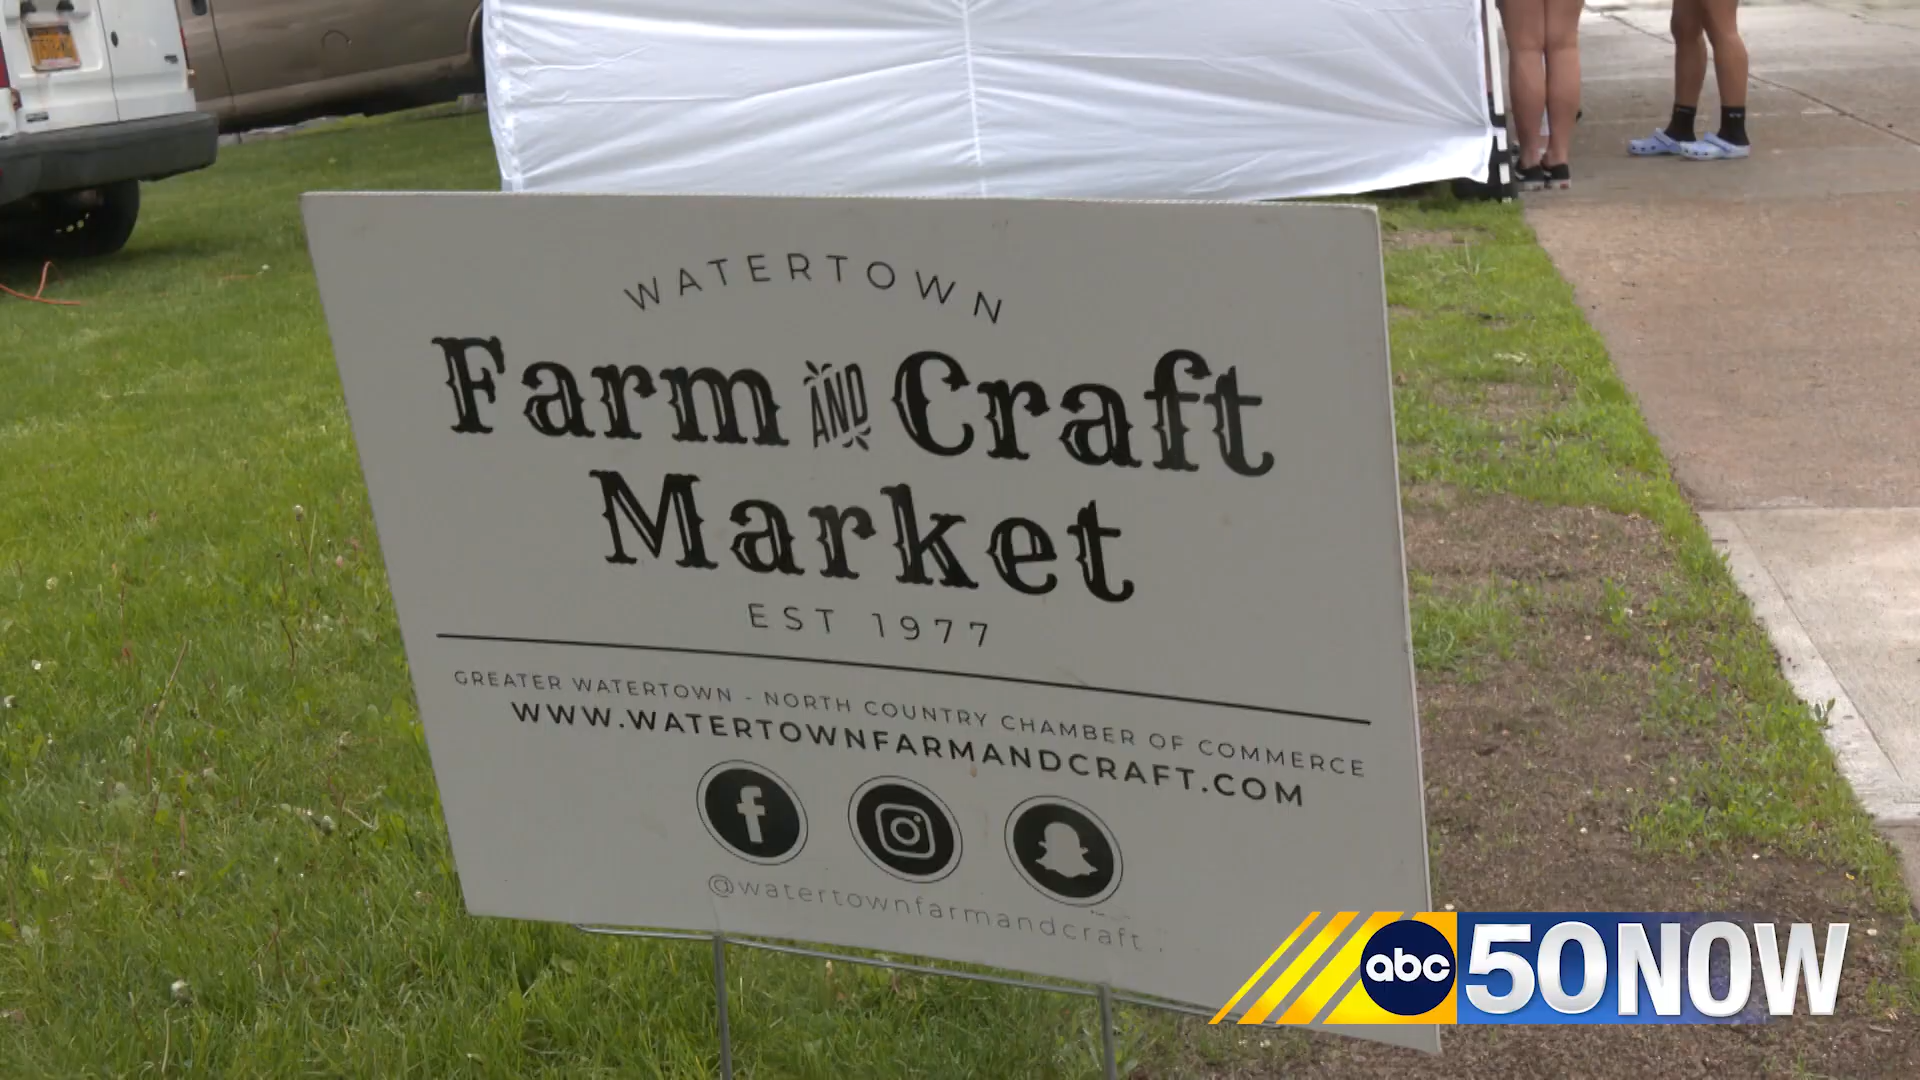 WATERTOWN
Farm AND Craft
Market
EST 1977
GREATER WATERTOWN - NORTH COUNTRY CHAMBER OF COMMERCE
WWW.WATERTOWNFARMANDCRAFT.COM
@watertownfarmandcraft
abc 50NOW